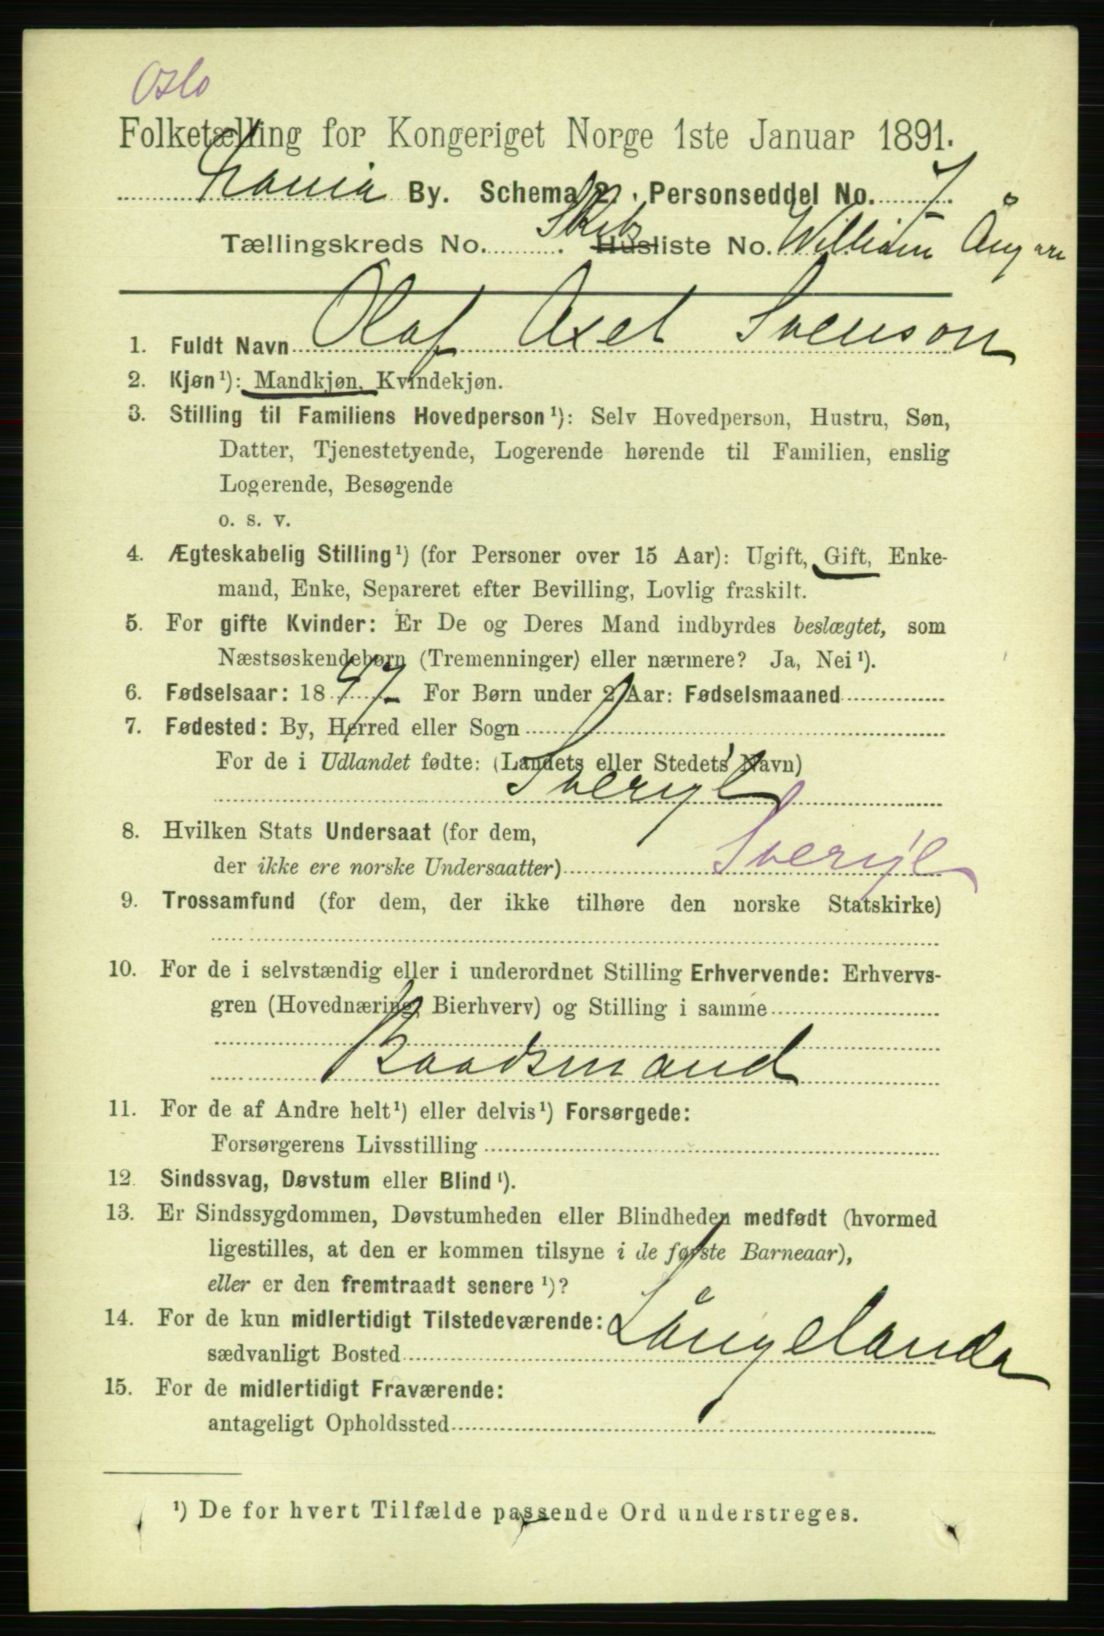 Oslo
Folketælling for Kongeriget Norge 1ste Januar 1891.
Xania By. Schema 2. Personseddel No. 7.
Tællingskreds No. . Skibs Husliste No. William Ång
1. Fuldt Navn Olaf Axel Svenson
2. Kjøn¹): Mandkjøn, Kvindekjøn.
3. Stilling til Familiens Hovedperson¹): Selv Hovedperson, Hustru, Søn,
Datter, Tjenestetyende, Logerende hørende til Familien, enslig
Logerende, Besøgende
o. s. v.
4. Ægteskabelig Stilling¹) (for Personer over 15 Aar): Ugift, Gift, Enke-
mand, Enke, Separeret efter Bevilling, Lovlig fraskilt.
5. For gifte Kvinder: Er De og Deres Mand indbyrdes beslægtet, som
Næstsøskendebørn (Tremenninger) eller nærmere? Ja, Nei¹).
6. Fødselsaar: 1847 For Børn under 2 Aar: Fødselsmaaned
7. Fødested: By, Herred eller Sogn
For de i Udlandet fødte: (Landets eller Stedets Navn)
Sverige
8. Hvilken Stats Undersaat (for dem,
der ikke ere norske Undersaatter) Sverige
9. Trossamfund (for dem, der ikke tilhøre den norske Statskirke)
10. For de i selvstændig eller i underordnet Stilling Erhvervende: Erhvervs-
gren (Hovednæring, Bierhverv) og Stilling i samme
Baadsmand
11. For de af Andre helt¹) eller delvis¹) Forsørgede:
Forsørgerens Livsstilling
12. Sindssvag, Døvstum eller Blind¹).
13. Er Sindssygdommen, Døvstumheden eller Blindheden medfødt (hvormed
ligestilles, at den er kommen tilsyne i de første Barneaar),
eller er den fremtraadt senere¹)?
14. For de kun midlertidigt Tilstedeværende:
sædvanligt Bosted Långelanda
15. For de midlertidigt Fraværende:
antageligt Opholdssted
¹) De for hvert Tilfælde passende Ord understreges.